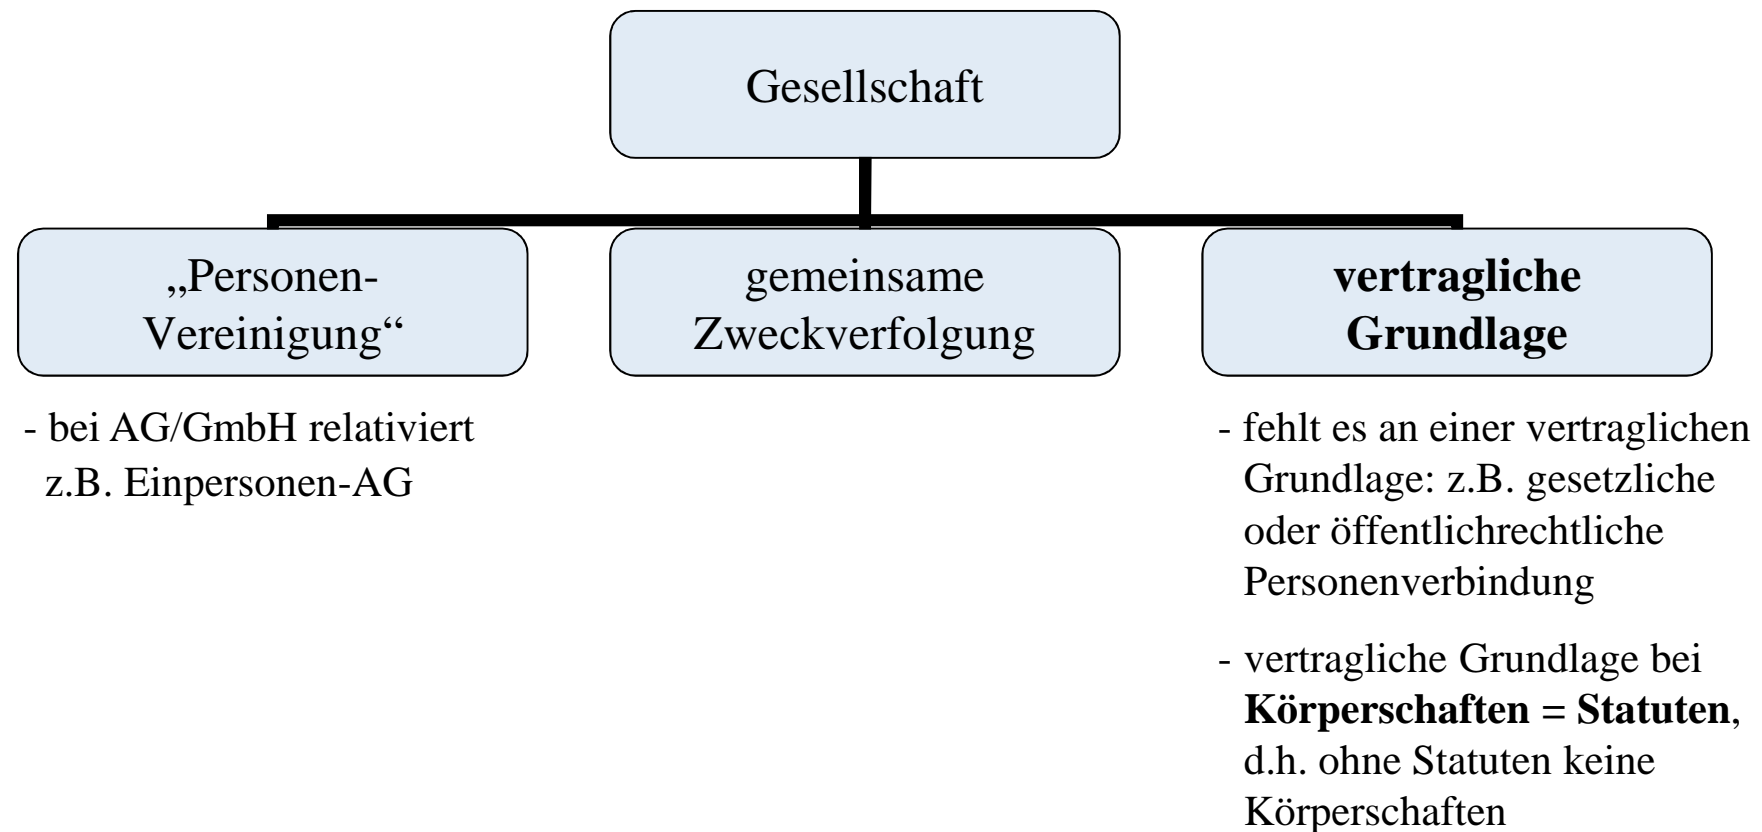 Gesellschaft
„Personen-
Vereinigung“
gemeinsame
Zweckverfolgung
vertragliche
Grundlage
- bei AG/GmbH relativiert
z.B. Einpersonen-AG
- fehlt es an einer vertraglichen
Grundlage: z.B. gesetzliche
oder öffentlichrechtliche
Personenverbindung
- vertragliche Grundlage bei
Körperschaften = Statuten,
d.h. ohne Statuten keine
Körperschaften